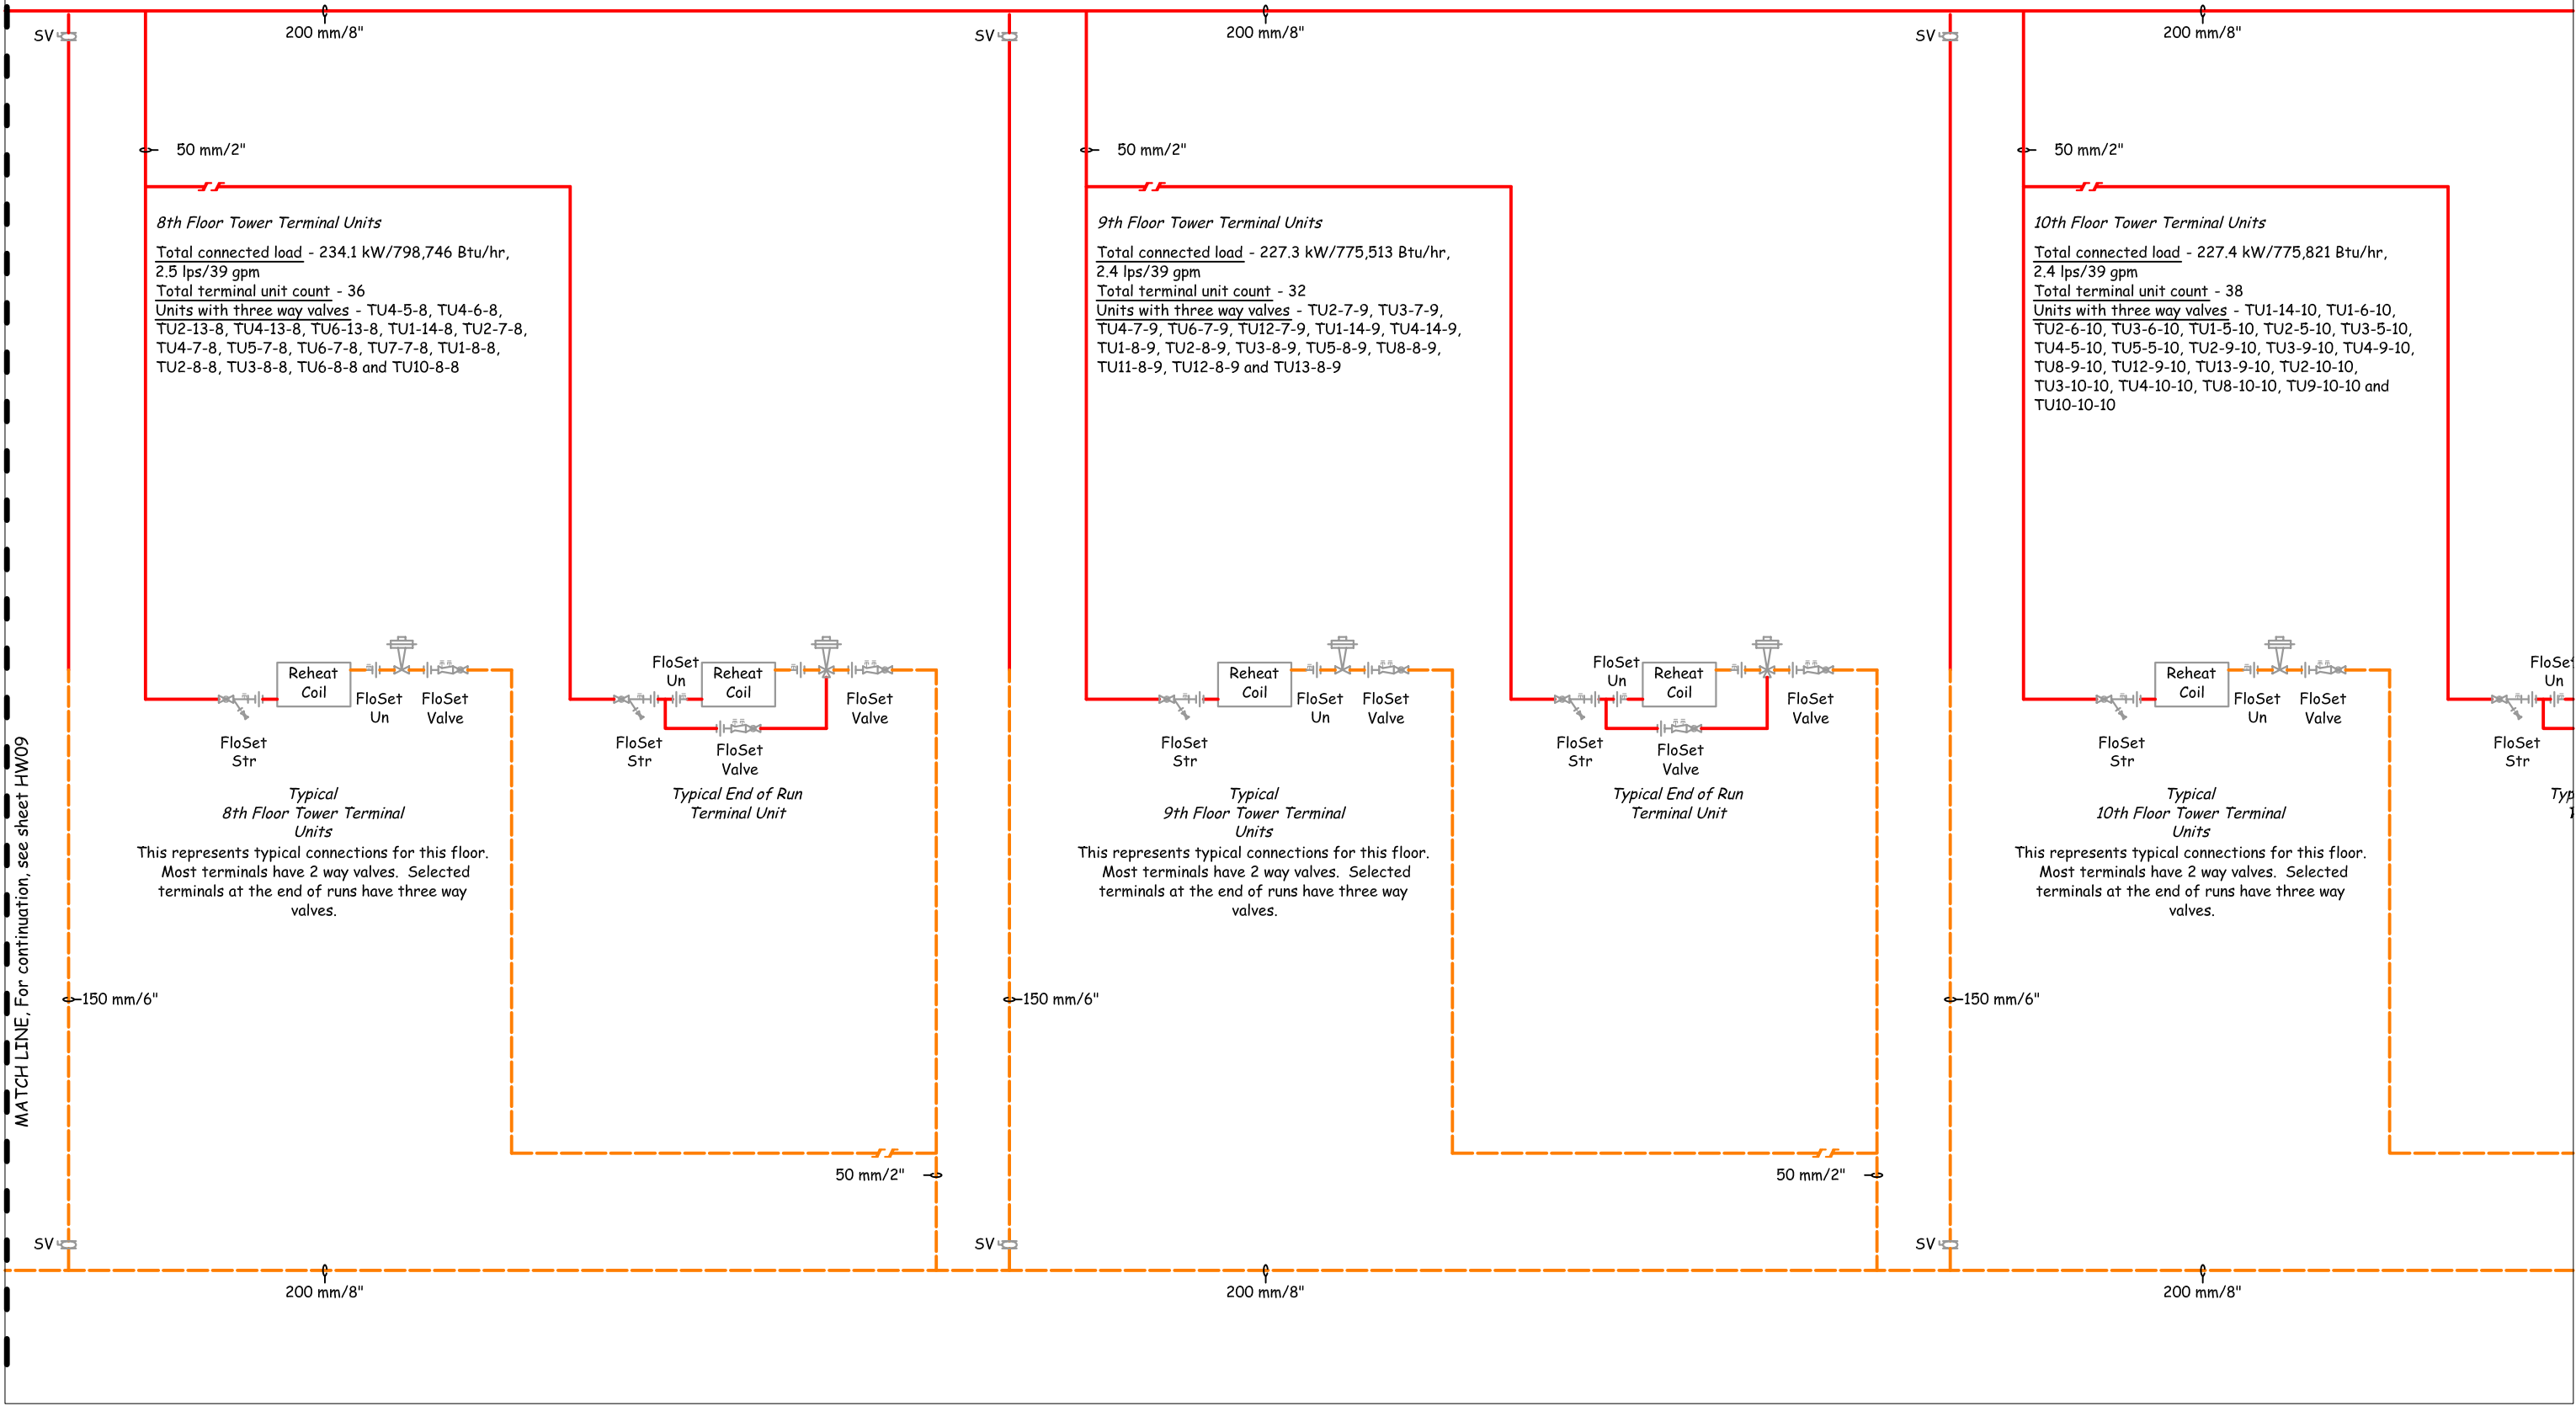 200 mm/8"
200 mm/8"
200 mm/8"
SV
SV
SV
50 mm/2"
50 mm/2"
50 mm/2"
8th Floor Tower Terminal Units
Total connected load - 234.1 kW/798,746 Btu/hr,
2.5 lps/39 gpm
Total terminal unit count - 36
Units with three way valves - TU4-5-8, TU4-6-8,
TU2-13-8, TU4-13-8, TU6-13-8, TU1-14-8, TU2-7-8,
TU4-7-8, TU5-7-8, TU6-7-8, TU7-7-8, TU1-8-8,
TU2-8-8, TU3-8-8, TU6-8-8 and TU10-8-8
9th Floor Tower Terminal Units
Total connected load - 227.3 kW/775,513 Btu/hr,
2.4 lps/39 gpm
Total terminal unit count - 32
Units with three way valves - TU2-7-9, TU3-7-9,
TU4-7-9, TU6-7-9, TU12-7-9, TU1-14-9, TU4-14-9,
TU1-8-9, TU2-8-9, TU3-8-9, TU5-8-9, TU8-8-9,
TU11-8-9, TU12-8-9 and TU13-8-9
10th Floor Tower Terminal Units
Total connected load - 227.4 kW/775,821 Btu/hr,
2.4 lps/39 gpm
Total terminal unit count - 38
Units with three way valves - TU1-14-10, TU1-6-10,
TU2-6-10, TU3-6-10, TU1-5-10, TU2-5-10, TU3-5-10,
TU4-5-10, TU5-5-10, TU2-9-10, TU3-9-10, TU4-9-10,
TU8-9-10, TU12-9-10, TU13-9-10, TU2-10-10,
TU3-10-10, TU4-10-10, TU8-10-10, TU9-10-10 and
TU10-10-10
Reheat
Coil
FloSet
Un
FloSet
Valve
FloSet
Str
FloSet
Un
Reheat
Coil
FloSet
Valve
FloSet
Str
FloSet
Valve
Reheat
Coil
FloSet
Un
FloSet
Valve
FloSet
Str
FloSet
Un
Reheat
Coil
FloSet
Valve
FloSet
Str
FloSet
Valve
Reheat
Coil
FloSet
Un
FloSet
Valve
FloSet
Str
FloSet
Un
FloSet
Str
Typical
8th Floor Tower Terminal
Units
This represents typical connections for this floor.
Most terminals have 2 way valves. Selected
terminals at the end of runs have three way
valves.
Typical End of Run
Terminal Unit
Typical
9th Floor Tower Terminal
Units
This represents typical connections for this floor.
Most terminals have 2 way valves. Selected
terminals at the end of runs have three way
valves.
Typical End of Run
Terminal Unit
Typical
10th Floor Tower Terminal
Units
This represents typical connections for this floor.
Most terminals have 2 way valves. Selected
terminals at the end of runs have three way
valves.
MATCH LINE, For continuation, see sheet HW09
150 mm/6"
150 mm/6"
150 mm/6"
50 mm/2"
50 mm/2"
SV
SV
SV
200 mm/8"
200 mm/8"
200 mm/8"